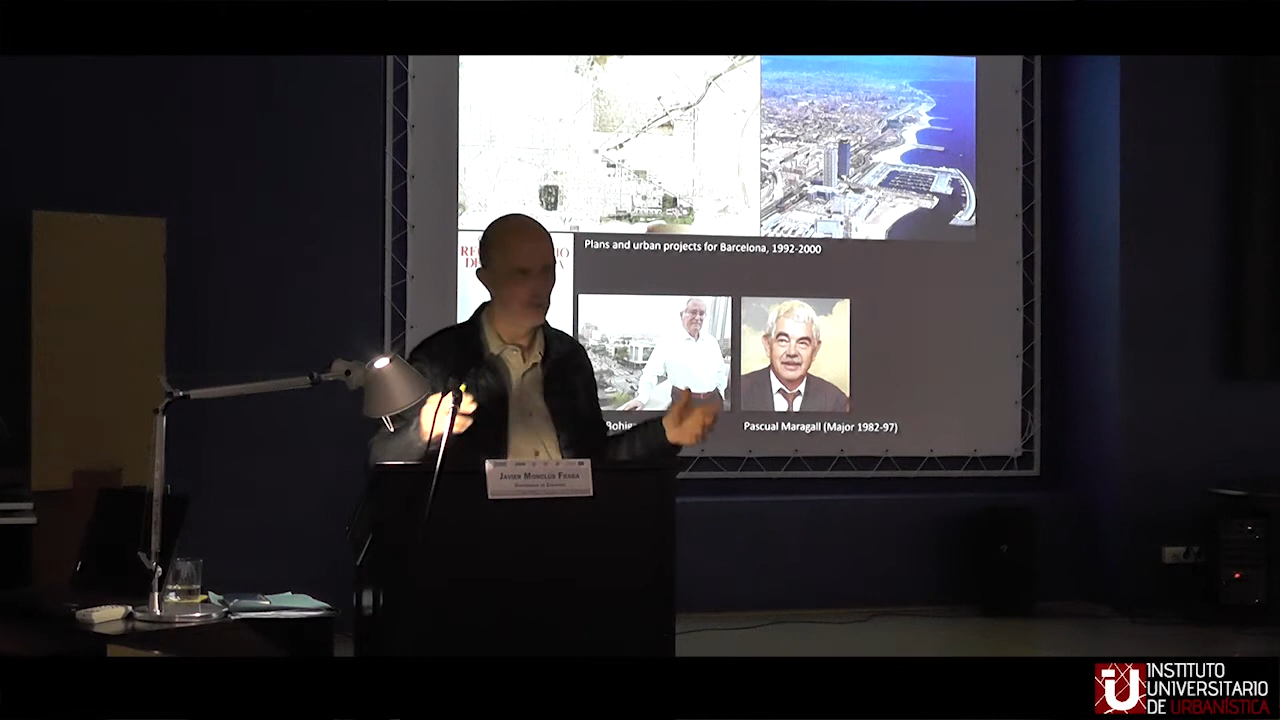 Plans and urban projects for Barcelona, 1992-2000
Pascual Maragall (Major 1982-97)
JAVIER MONCLÚS FRAGA
INSTITUTO
UNIVERSITARIO
DE URBANÍSTICA